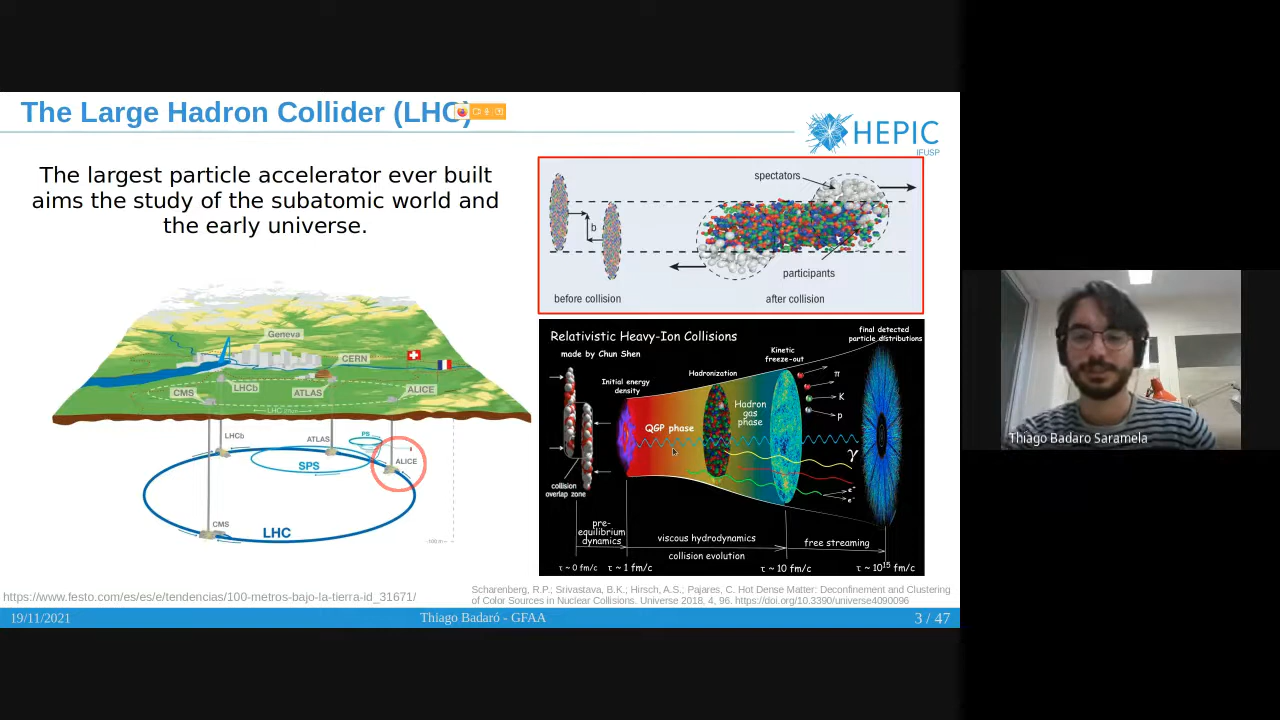 The Large Hadron Collider (LHC)
HEPIC
IFUSP
The largest particle accelerator ever built
aims the study of the subatomic world and
the early universe.
Geneva
CERN
CMS
LHCb
ATLAS
ALICE
LHCb
ATLAS
PS
ALICE
SPS
CMS
LHC
https://www.festo.com/es/es/e/tendencias/100-metros-bajo-la-tierra-id_31671/
spectators
b
participants
before collision
after collision
Relativistic Heavy-Ion Collisions
made by Chun Shen
final detected
particle distributions
Kinetic
freeze-out
Hadronization
Initial energy
density
π
K
p
QGP phase
Hadron
gas
phase
γ
e⁺
e⁻
collision
overlap zone
pre-
equilibrium
dynamics
viscous hydrodynamics
free streaming
collision evolution
τ ~ 0 fm/c
τ ~ 1 fm/c
τ ~ 10 fm/c
τ ~ 10¹⁵ fm/c
Scharenberg, R.P.; Srivastava, B.K.; Hirsch, A.S.; Pajares, C. Hot Dense Matter: Deconfinement and Clustering
of Color Sources in Nuclear Collisions. Universe 2018, 4, 96. https://doi.org/10.3390/universe4090096
19/11/2021
Thiago Badaró - GFAA
3 / 47
Thiago Badaro Saramela